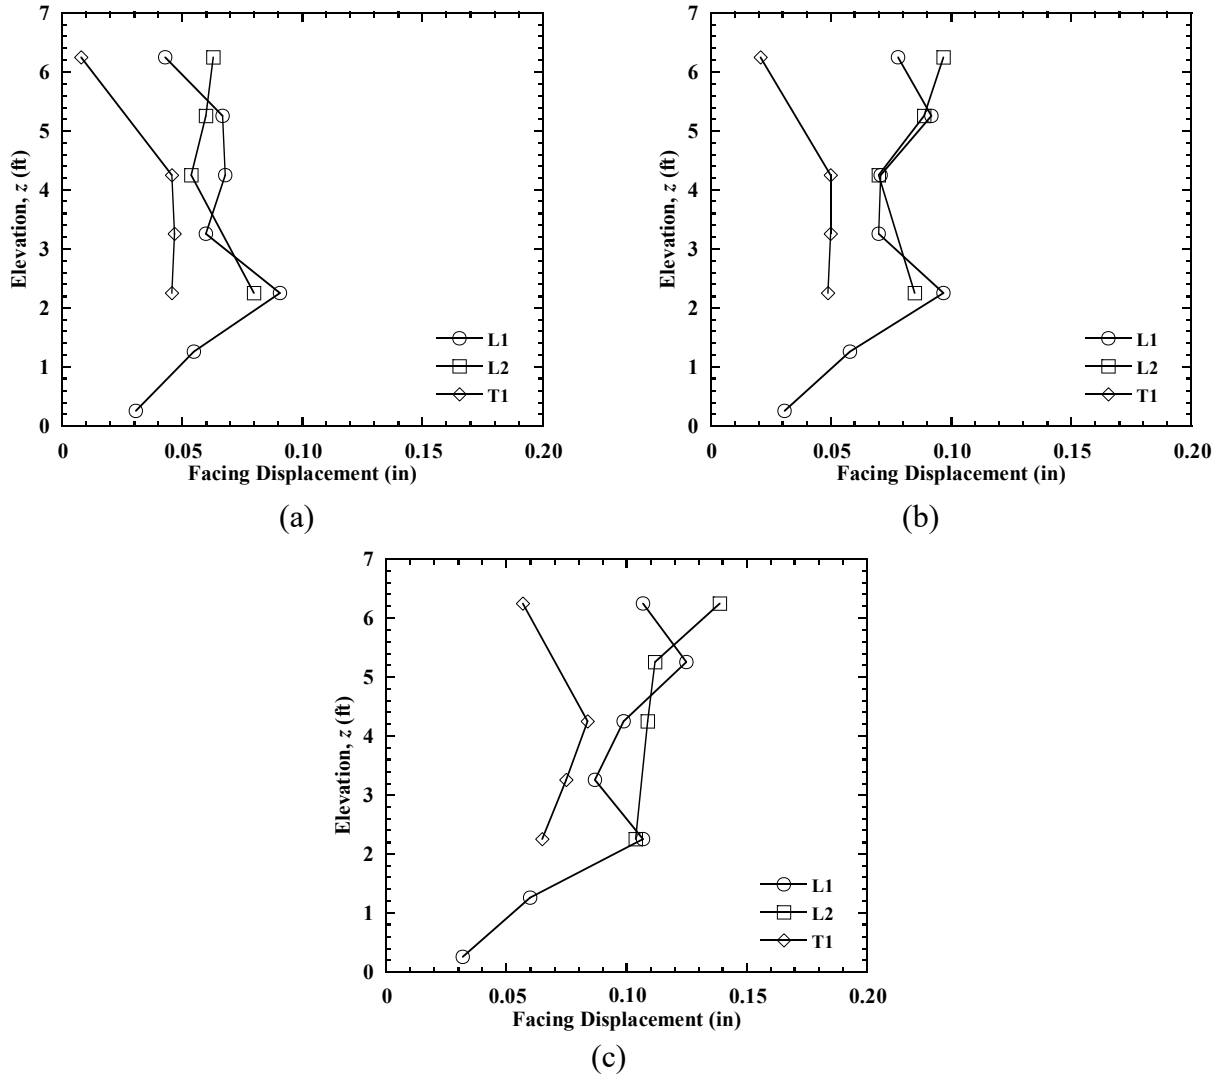 7
6
5
4
3
2
1
0
Elevation, z (ft)
0 0.05 0.10 0.15 0.20
Facing Displacement (in)
L1
L2
T1
(a)
7
6
5
4
3
2
1
0
Elevation, z (ft)
0 0.05 0.10 0.15 0.20
Facing Displacement (in)
L1
L2
T1
(b)
7
6
5
4
3
2
1
0
Elevation, z (ft)
0 0.05 0.10 0.15 0.20
Facing Displacement (in)
L1
L2
T1
(c)